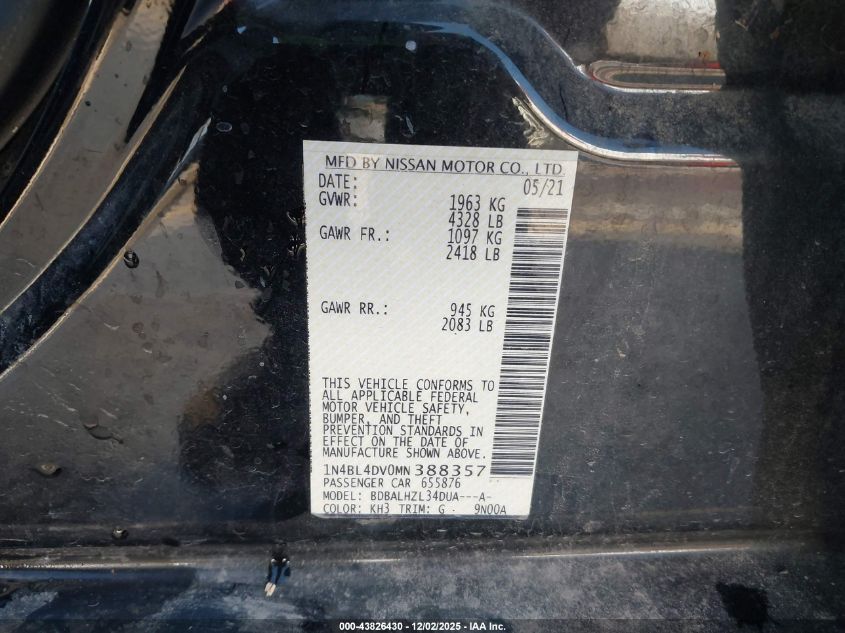 MFD BY NISSAN MOTOR CO., LTD
DATE: 05/21
GVWR: 1963 KG
4328 LB
GAWR FR.: 1097 KG
2418 LB
GAWR RR.: 945 KG
2083 LB
THIS VEHICLE CONFORMS TO
ALL APPLICABLE FEDERAL
MOTOR VEHICLE SAFETY,
BUMPER, AND THEFT
PREVENTION STANDARDS IN
EFFECT ON THE DATE OF
MANUFACTURE SHOWN ABOVE.
1N4BL4DV0MN388357
PASSENGER CAR 655876
MODEL: BDBALHZL34DUA---A-
COLOR: KH3 TRIM: G 9N00A
000-43826430 - 12/02/2025 - IAA Inc.